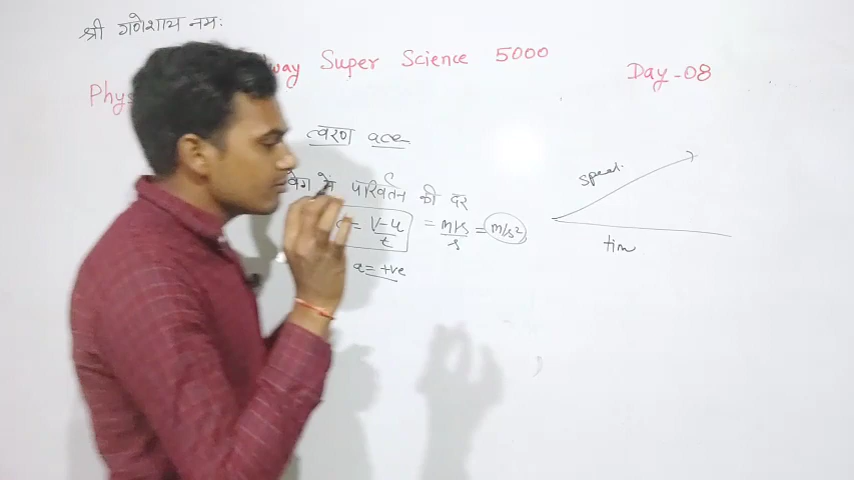 श्री गणेशाय नमः
way Super Science 5000
Phys
Day-08
त्वरण acc
वेग में परिवर्तन की दर
= V-u/t = m/s/s = m/s²
a = +ve
speed
tim